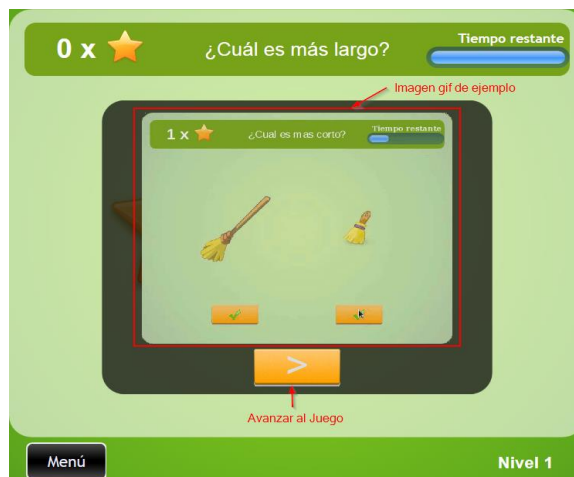 0 x
¿Cuál es más largo?
Tiempo restante
Imagen gif de ejemplo
1 x
¿Cual es mas corto?
Tiempo restante
>
Avanzar al Juego
Menú
Nivel 1